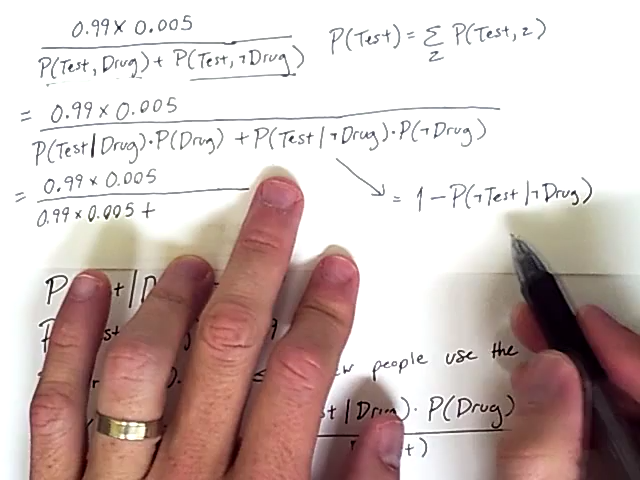 0.99 × 0.005
P(Test, Drug) + P(Test, ¬Drug)
P(Test) = Σ P(Test, z)
z
= 0.99 × 0.005
P(Test | Drug) · P(Drug) + P(Test | ¬Drug) · P(¬Drug)
= 0.99 × 0.005
0.99 × 0.005 +
= 1 − P(¬Test | ¬Drug)
people use the
· P(Drug)